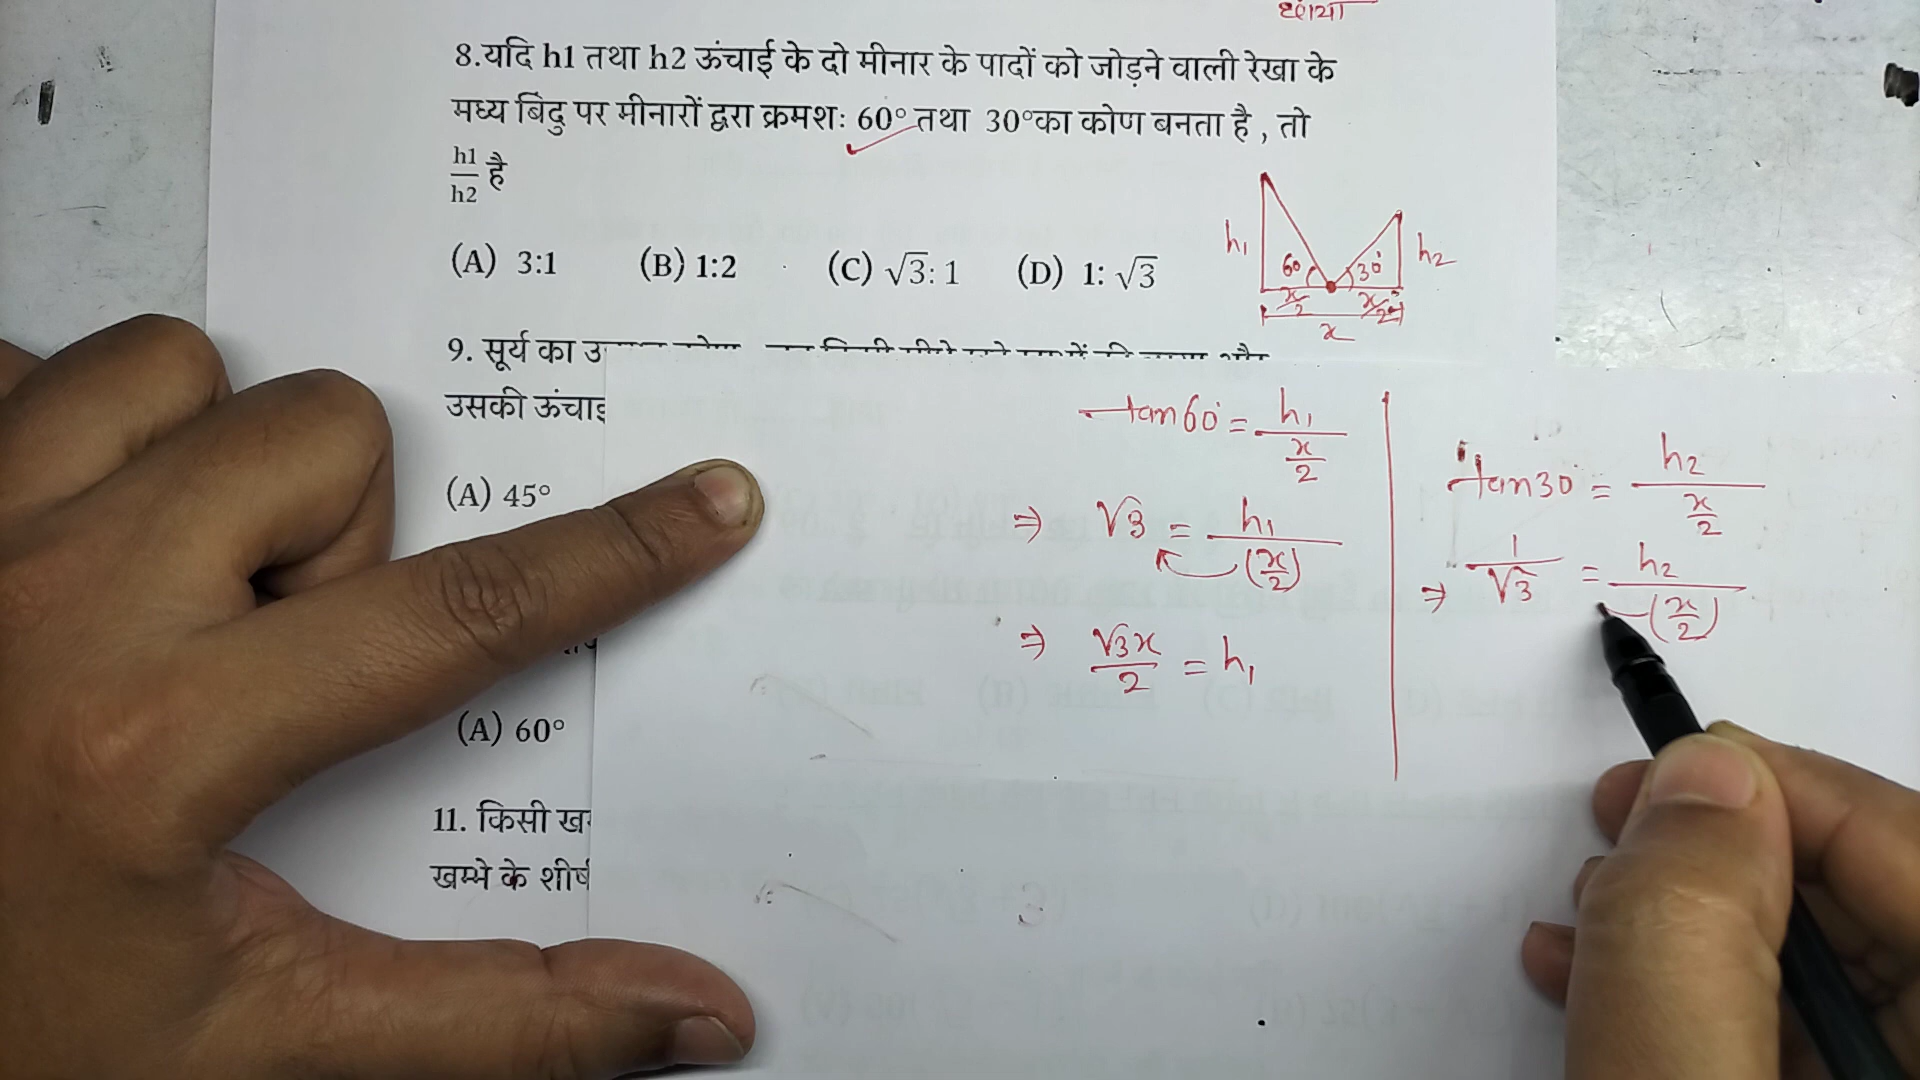 छाया
8.यदि h1 तथा h2 ऊंचाई के दो मीनार के पादों को जोड़ने वाली रेखा के
मध्य बिंदु पर मीनारों द्वरा क्रमशः 60° तथा 30°का कोण बनता है , तो
h1/h2 है
(A) 3:1 (B) 1:2 (C) √3: 1 (D) 1: √3
h₁ 60 30° h₂
x/2 x/2
x
9. सूर्य का
उसकी ऊंचाई
(A) 45°
(A) 60°
11. किसी
खम्भे के शीर्ष
tan60° = h₁/(x/2)
⇒ √3 = h₁/(x/2)
⇒ √3x/2 = h₁
tan30° = h₂/(x/2)
⇒ 1/√3 = h₂/(x/2)